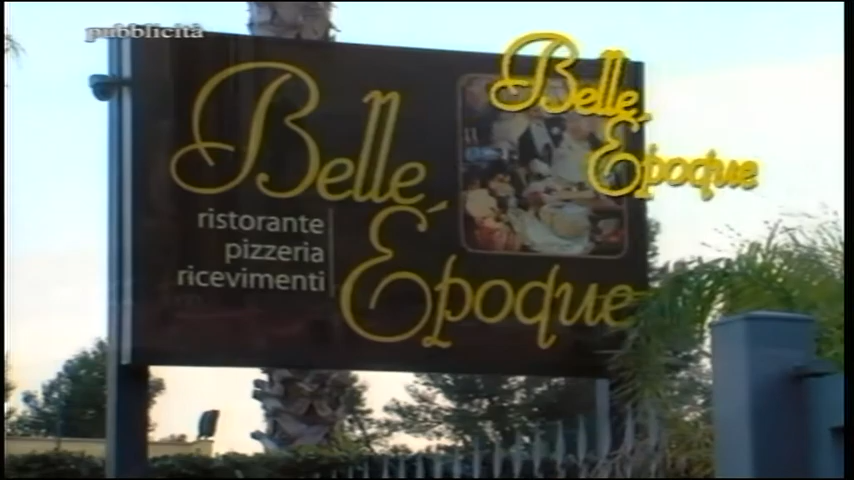 pubblicità
Belle
Époque
ristorante
pizzeria
ricevimenti
Belle
Époque